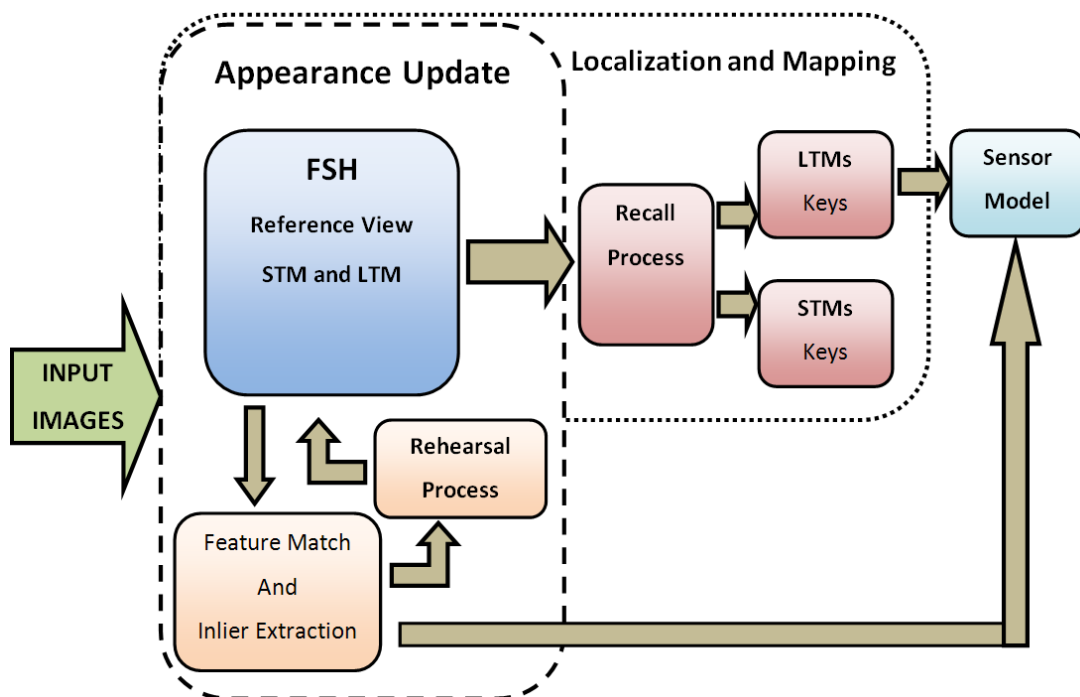 Appearance Update
Localization and Mapping
FSH
Reference View
STM and LTM
Recall
Process
LTMs
Keys
STMs
Keys
Sensor
Model
INPUT
IMAGES
Rehearsal
Process
Feature Match
And
Inlier Extraction